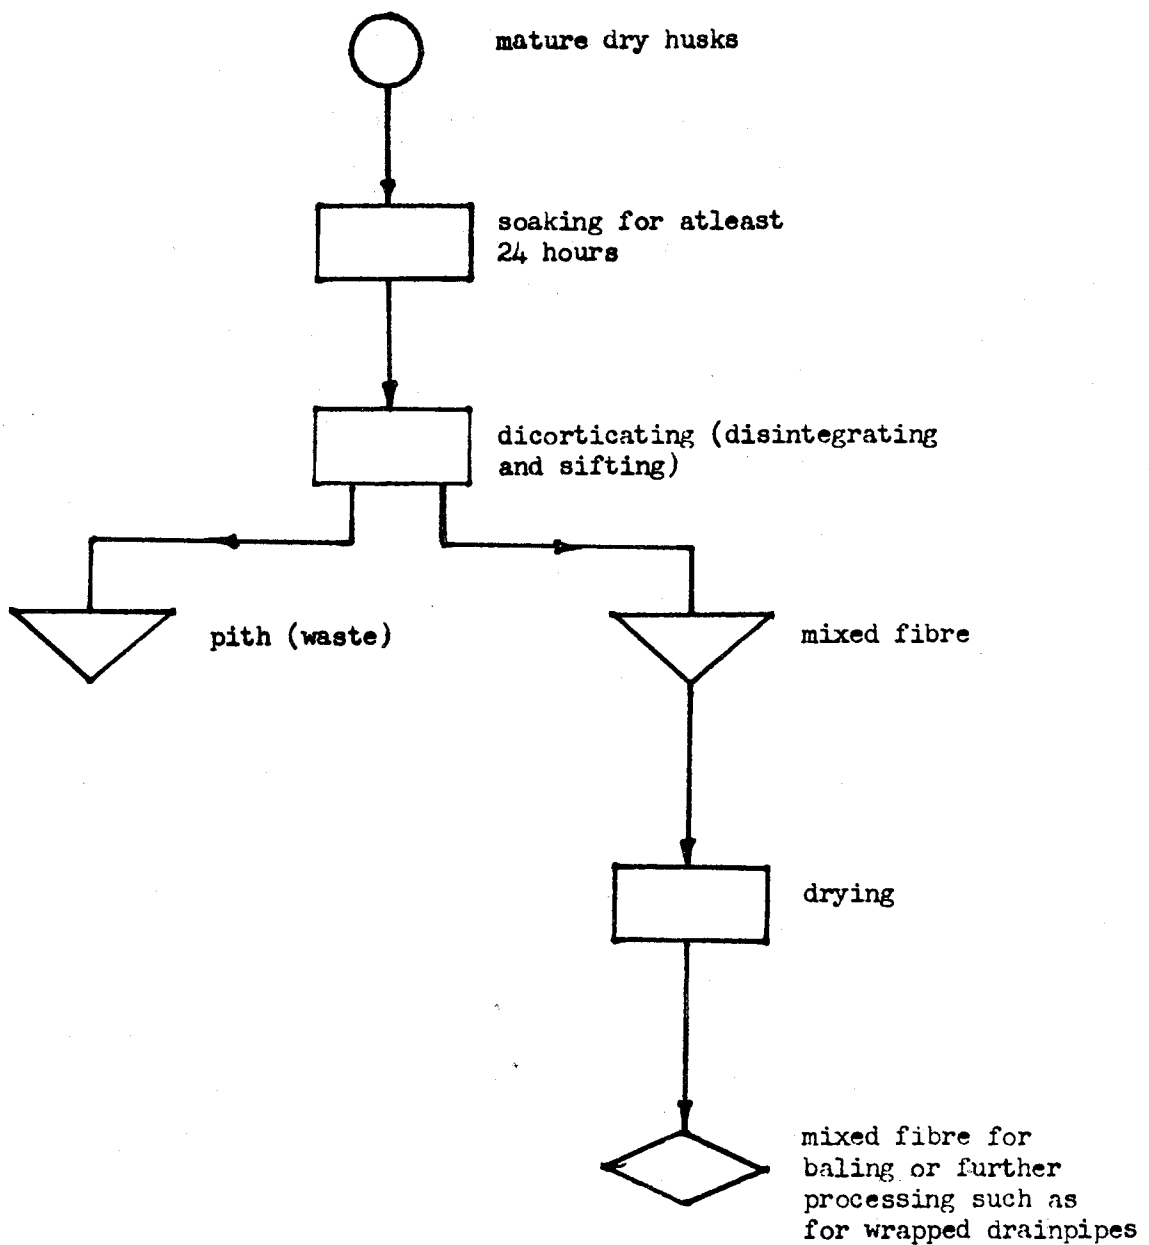 mature dry husks
soaking for atleast
24 hours
dicorticating (disintegrating
and sifting)
pith (waste)
mixed fibre
drying
mixed fibre for
baling or further
processing such as
for wrapped drainpipes